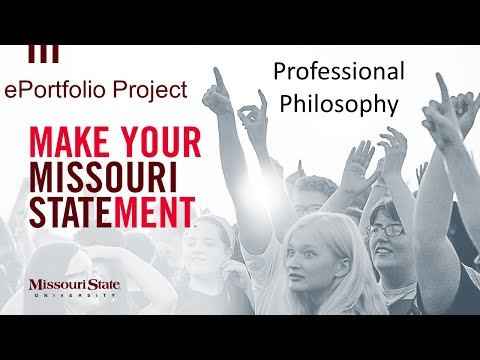 ePortfolio Project
Professional
Philosophy
MAKE YOUR
MISSOURI
STATEMENT
Missouri State
UNIVERSITY